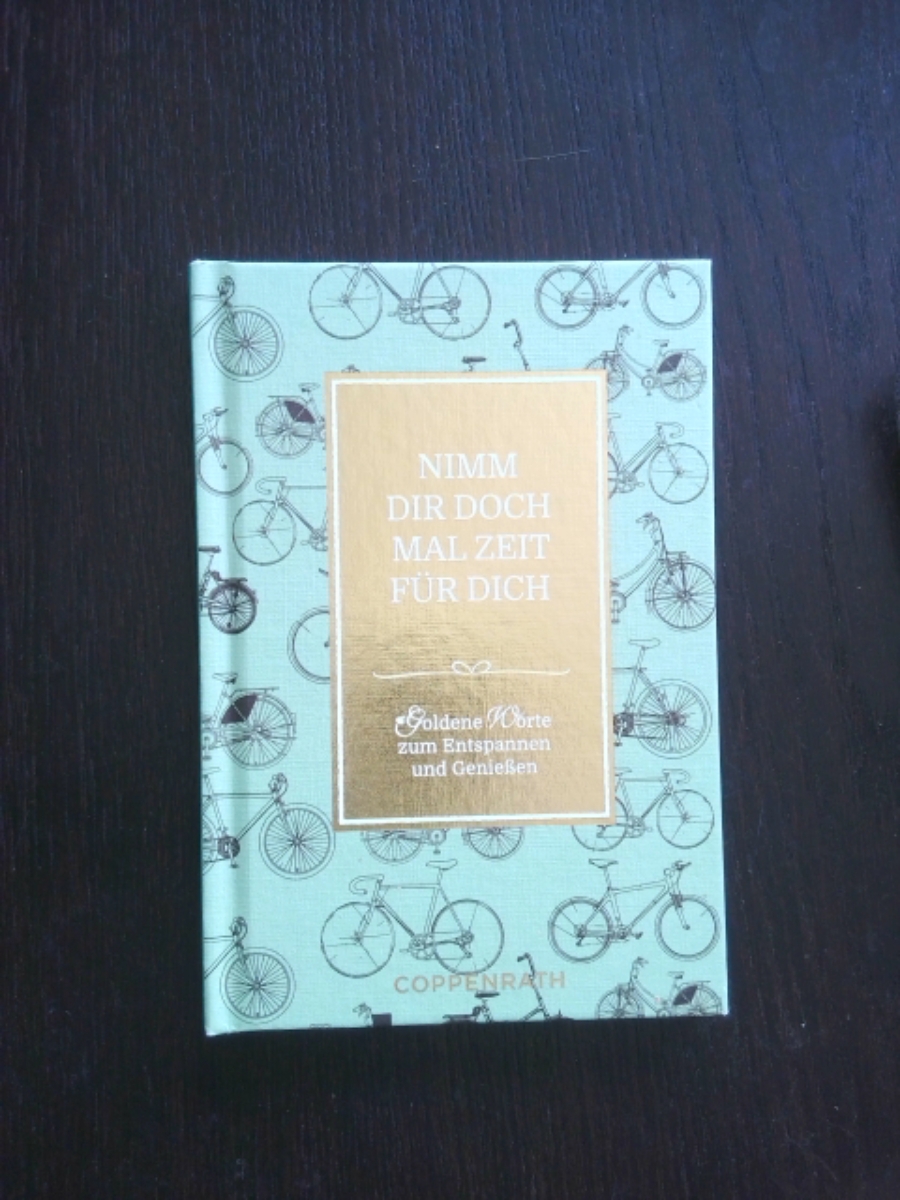 NIMM
DIR DOCH
MAL ZEIT
FÜR DICH
Goldene Worte
zum Entspannen
und Genießen
COPPENRATH